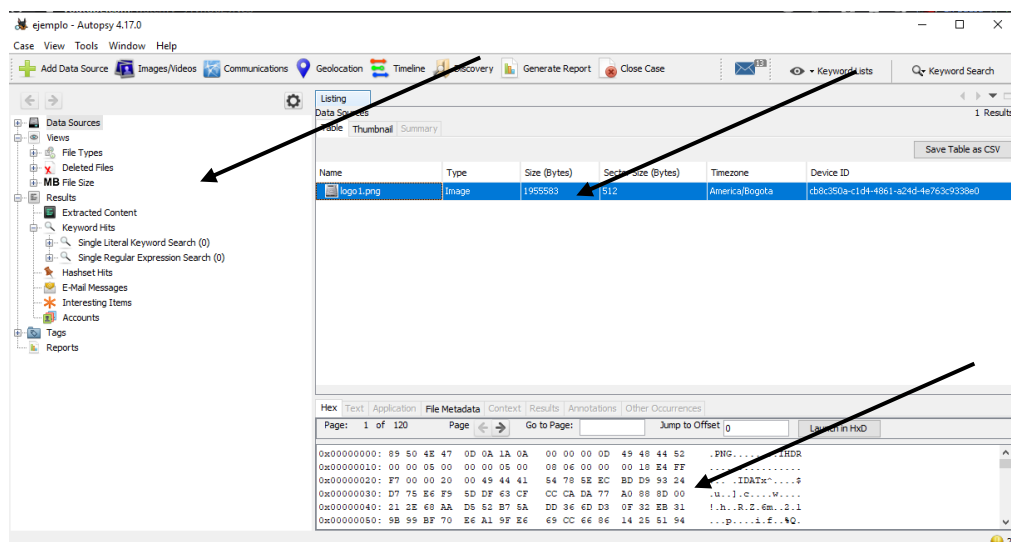 ejemplo - Autopsy 4.17.0
Case View Tools Window Help
Add Data Source Images/Videos Communications Geolocation Timeline Discovery Generate Report Close Case 13 Keyword Lists Keyword Search
Listing
Data Sources
1 Results
Table Thumbnail Summary
Save Table as CSV
Name Type Size (Bytes) Sector Size (Bytes) Timezone Device ID
logo1.png Image 1955583 512 America/Bogota cb8c350a-c1d4-4861-a24d-4e763c9338e0
Data Sources
Views
File Types
Deleted Files
MB File Size
Results
Extracted Content
Keyword Hits
Single Literal Keyword Search (0)
Single Regular Expression Search (0)
Hashset Hits
E-Mail Messages
Interesting Items
Accounts
Tags
Reports
Hex Text Application File Metadata Context Results Annotations Other Occurrences
Page: 1 of 120 Page Go to Page: Jump to Offset 0 Launch in HxD
0x00000000: 89 50 4E 47 0D 0A 1A 0A 00 00 00 0D 49 48 44 52 .PNG........IHDR
0x00000010: 00 00 05 00 00 00 05 00 08 06 00 00 00 18 E4 FF ................
0x00000020: F7 00 00 20 00 49 44 41 54 78 5E EC BD D9 93 24 ... .IDATx^....$
0x00000030: D7 75 E6 F9 5D DF 63 CF CC CA DA 77 A0 88 8D 00 .u..].c....w....
0x00000040: 21 2E 68 AA D5 52 B7 5A DD 36 6D D3 0F 32 EB 31 !.h..R.Z.6m..2.1
0x00000050: 9B 99 BF 70 E6 A1 9F E6 69 CC 66 86 14 25 51 94 ...p....i.f..%Q.